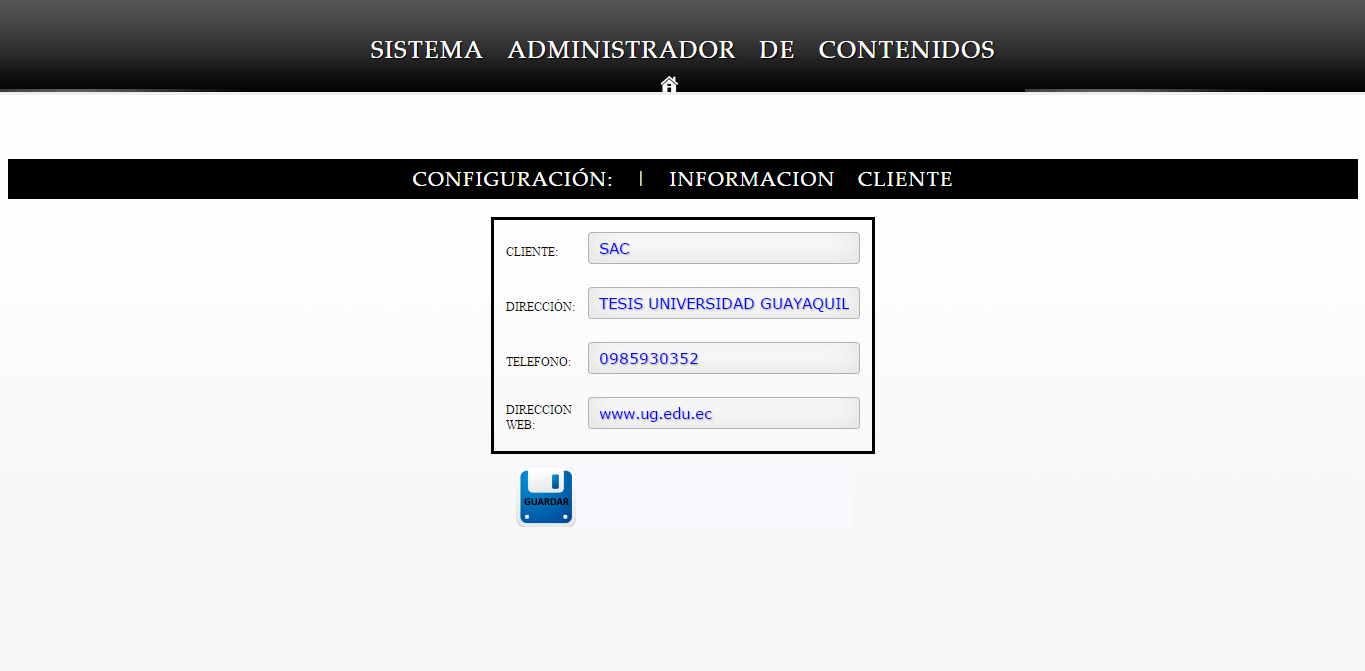 SISTEMA ADMINISTRADOR DE CONTENIDOS
CONFIGURACIÓN: | INFORMACION CLIENTE
CLIENTE: SAC
DIRECCIÓN: TESIS UNIVERSIDAD GUAYAQUIL
TELEFONO: 0985930352
DIRECCION
WEB: www.ug.edu.ec
GUARDAR